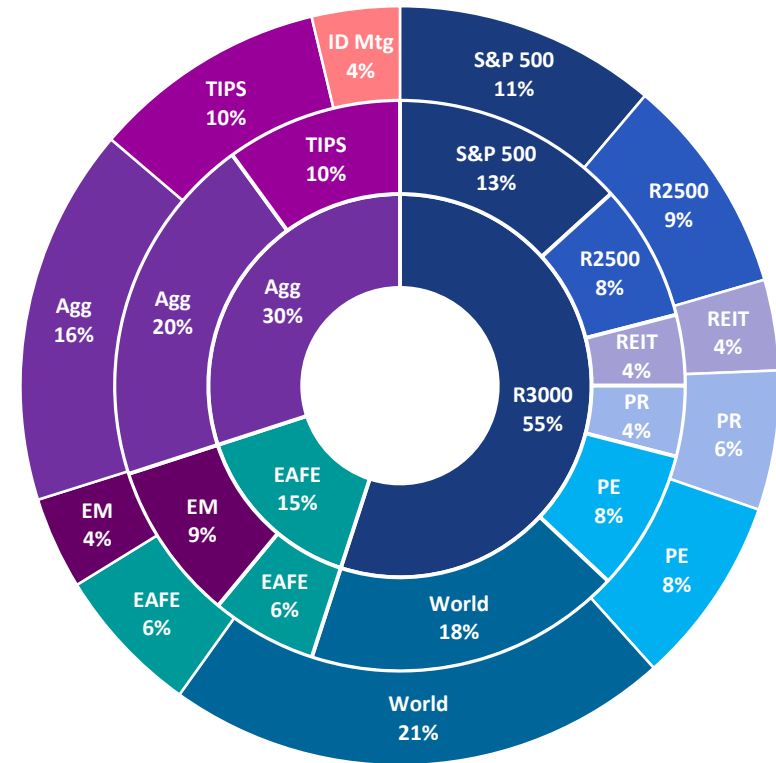 S&P 500
11%
R2500
9%
REIT
4%
PR
6%
PE
8%
World
21%
EAFE
6%
EM
4%
Agg
16%
TIPS
10%
ID Mtg
4%
S&P 500
13%
R2500
8%
REIT
4%
PR
4%
PE
8%
World
18%
EAFE
6%
EM
9%
Agg
20%
TIPS
10%
R3000
55%
EAFE
15%
Agg
30%